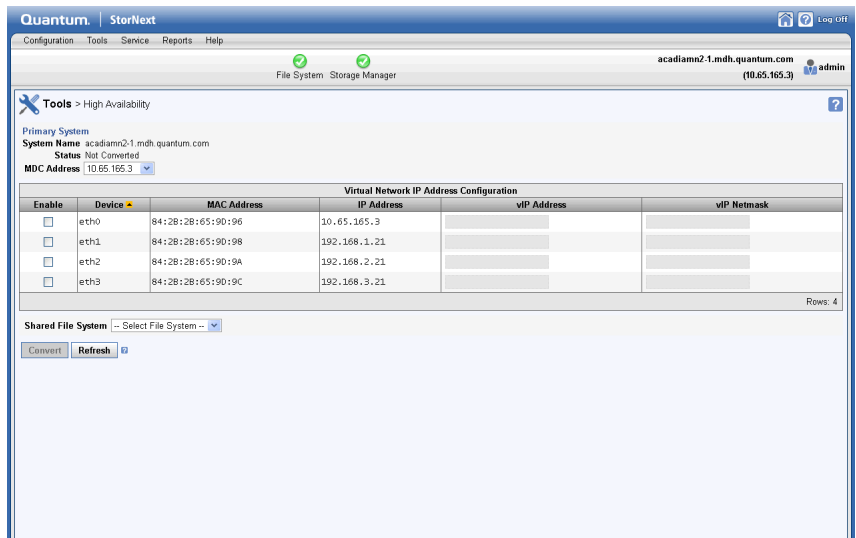 Quantum. StorNext
Log Off
Configuration Tools Service Reports Help
File System Storage Manager
acadiamn2-1.mdh.quantum.com
(10.65.165.3)
admin
Tools > High Availability
?
Primary System
System Name acadiamn2-1.mdh.quantum.com
Status Not Converted
MDC Address 10.65.165.3
Virtual Network IP Address Configuration
Enable Device MAC Address IP Address vIP Address vIP Netmask
eth0 84:2B:2B:65:9D:96 10.65.165.3
eth1 84:2B:2B:65:9D:98 192.168.1.21
eth2 84:2B:2B:65:9D:9A 192.168.2.21
eth3 84:2B:2B:65:9D:9C 192.168.3.21
Rows: 4
Shared File System -- Select File System --
Convert Refresh ?